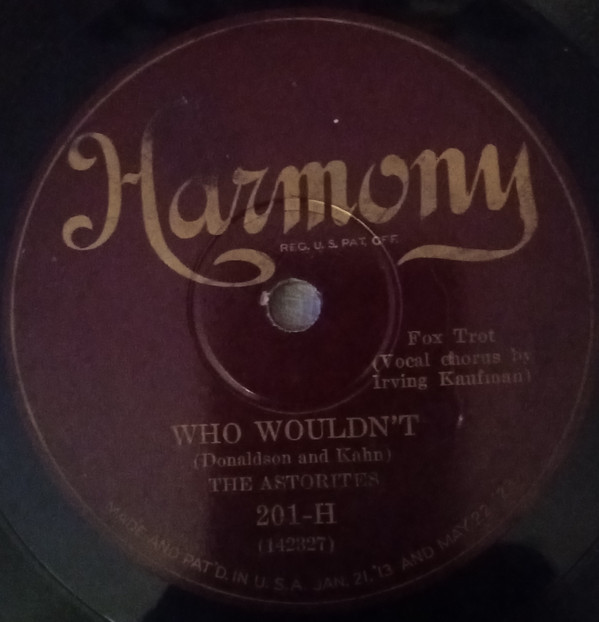 Harmony
REG. U.S. PAT. OFF.
Fox Trot
(Vocal chorus by
Irving Kaufman)
WHO WOULDN'T
(Donaldson and Kahn)
THE ASTORITES
201-H
(142327)
MADE AND PAT'D. IN U.S.A. JAN. 21, '13 AND MAY 22,